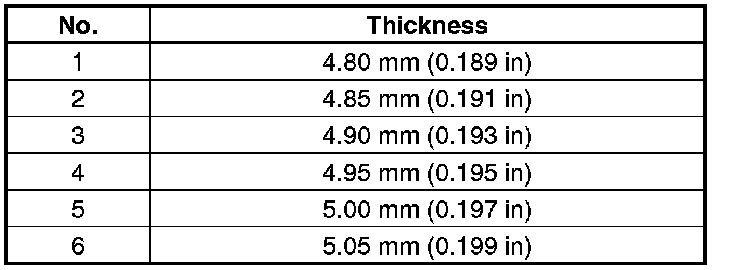 No. Thickness
1 4.80 mm (0.189 in)
2 4.85 mm (0.191 in)
3 4.90 mm (0.193 in)
4 4.95 mm (0.195 in)
5 5.00 mm (0.197 in)
6 5.05 mm (0.199 in)